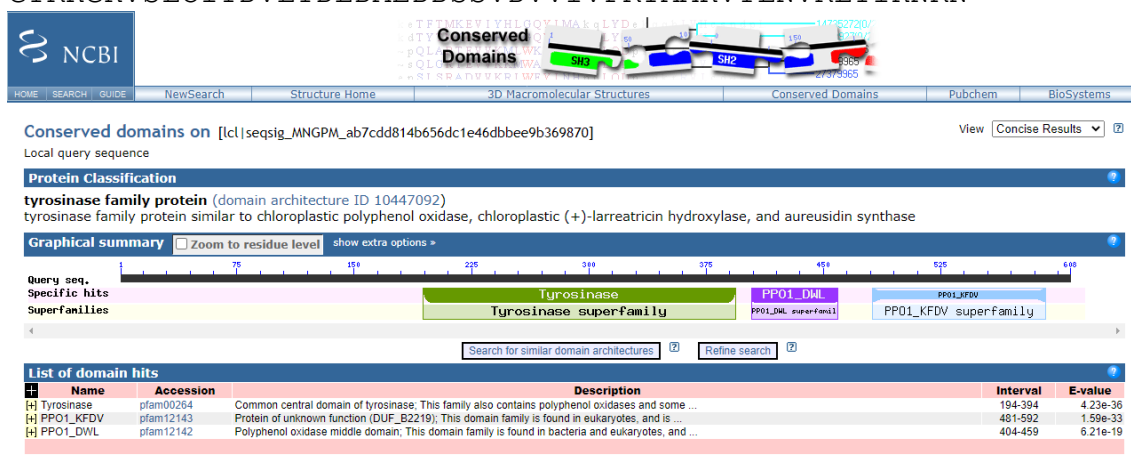 NCBI
Conserved
Domains
SH3
SH2
HOME SEARCH GUIDE NewSearch Structure Home 3D Macromolecular Structures Conserved Domains Pubchem BioSystems
Conserved domains on [lcl|seqsig_MNGPM_ab7cdd814b656dc1e46dbbee9b369870]
View Concise Results
Local query sequence
Protein Classification
tyrosinase family protein (domain architecture ID 10447092)
tyrosinase family protein similar to chloroplastic polyphenol oxidase, chloroplastic (+)-larreatricin hydroxylase, and aureusidin synthase
Graphical summary Zoom to residue level show extra options »
1 75 150 225 300 375 450 525 608
Query seq.
Specific hits Tyrosinase PPO1_DWL PPO1_KFDV
Superfamilies Tyrosinase superfamily PPO1_DWL superfamil PPO1_KFDV superfamily
Search for similar domain architectures Refine search
List of domain hits
Name Accession Description Interval E-value
[+] Tyrosinase pfam00264 Common central domain of tyrosinase; This family also contains polyphenol oxidases and some ... 194-394 4.23e-36
[+] PPO1_KFDV pfam12143 Protein of unknown function (DUF_B2219); This domain family is found in eukaryotes, and is ... 481-592 1.59e-33
[+] PPO1_DWL pfam12142 Polyphenol oxidase middle domain; This domain family is found in bacteria and eukaryotes, and ... 404-459 6.21e-19